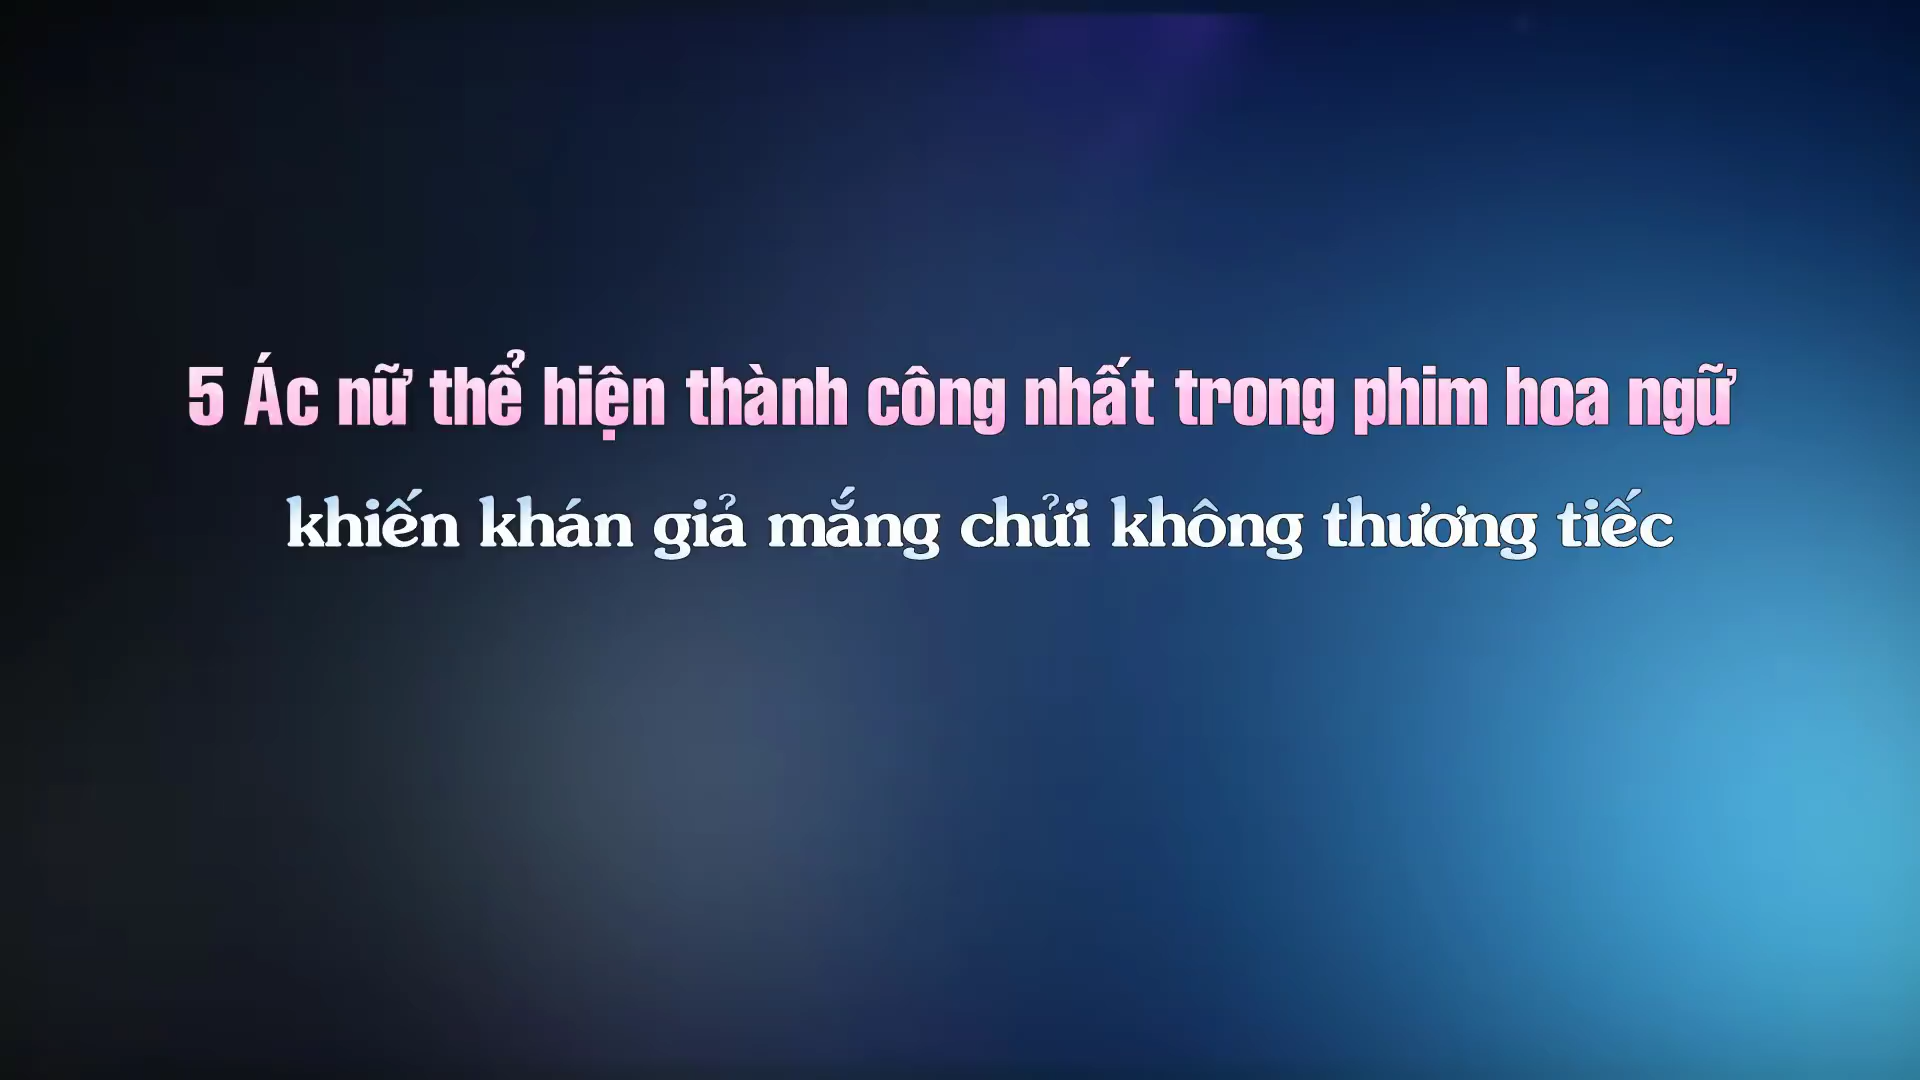 5 Ác nữ thể hiện thành công nhất trong phim hoa ngữ
khiến khán giả mắng chửi không thương tiếc